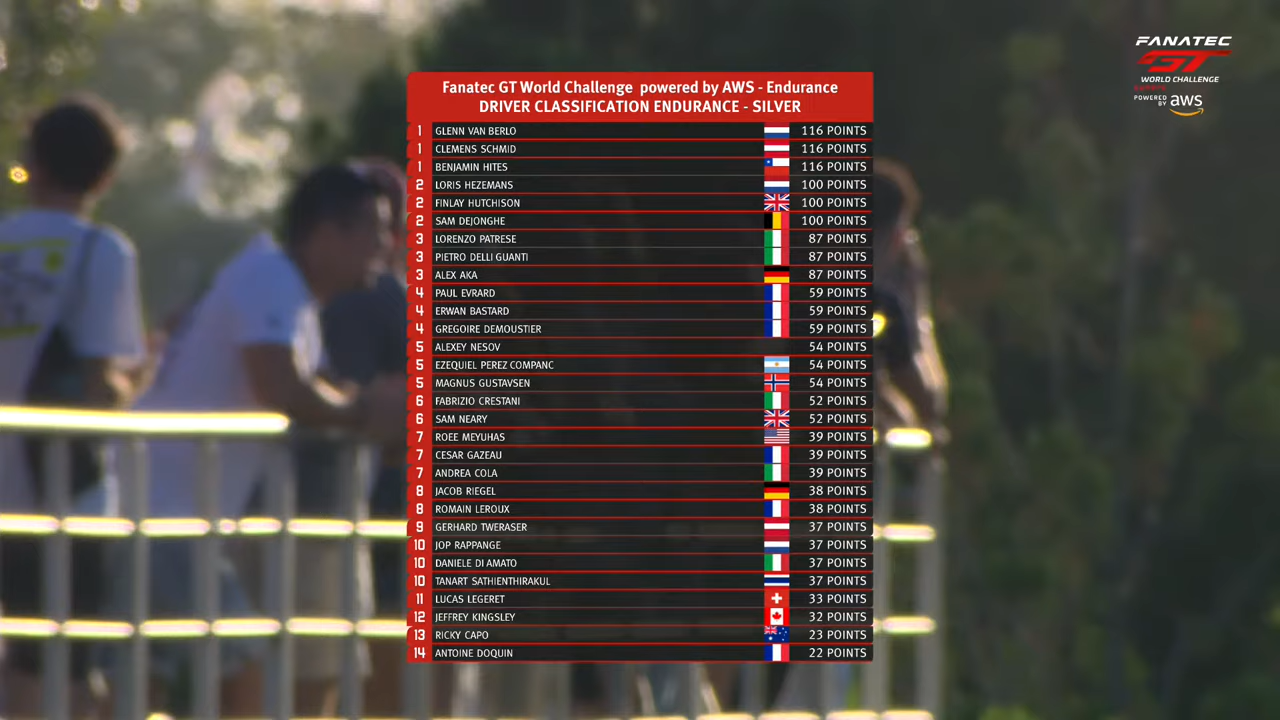 FANATEC
GT
WORLD CHALLENGE
EUROPE
POWERED BY aws
Fanatec GT World Challenge powered by AWS - Endurance
DRIVER CLASSIFICATION ENDURANCE - SILVER
1 GLENN VAN BERLO 116 POINTS
1 CLEMENS SCHMID 116 POINTS
1 BENJAMIN HITES 116 POINTS
2 LORIS HEZEMANS 100 POINTS
2 FINLAY HUTCHISON 100 POINTS
2 SAM DEJONGHE 100 POINTS
3 LORENZO PATRESE 87 POINTS
3 PIETRO DELLI GUANTI 87 POINTS
3 ALEX AKA 87 POINTS
4 PAUL EVRARD 59 POINTS
4 ERWAN BASTARD 59 POINTS
4 GREGOIRE DEMOUSTIER 59 POINTS
5 ALEXEY NESOV 54 POINTS
5 EZEQUIEL PEREZ COMPANC 54 POINTS
5 MAGNUS GUSTAVSEN 54 POINTS
6 FABRIZIO CRESTANI 52 POINTS
6 SAM NEARY 52 POINTS
7 ROEE MEYUHAS 39 POINTS
7 CESAR GAZEAU 39 POINTS
7 ANDREA COLA 39 POINTS
8 JACOB RIEGEL 38 POINTS
8 ROMAIN LEROUX 38 POINTS
9 GERHARD TWERASER 37 POINTS
10 JOP RAPPANGE 37 POINTS
10 DANIELE DI AMATO 37 POINTS
10 TANART SATHIENTHIRAKUL 37 POINTS
11 LUCAS LEGERET 33 POINTS
12 JEFFREY KINGSLEY 32 POINTS
13 RICKY CAPO 23 POINTS
14 ANTOINE DOQUIN 22 POINTS